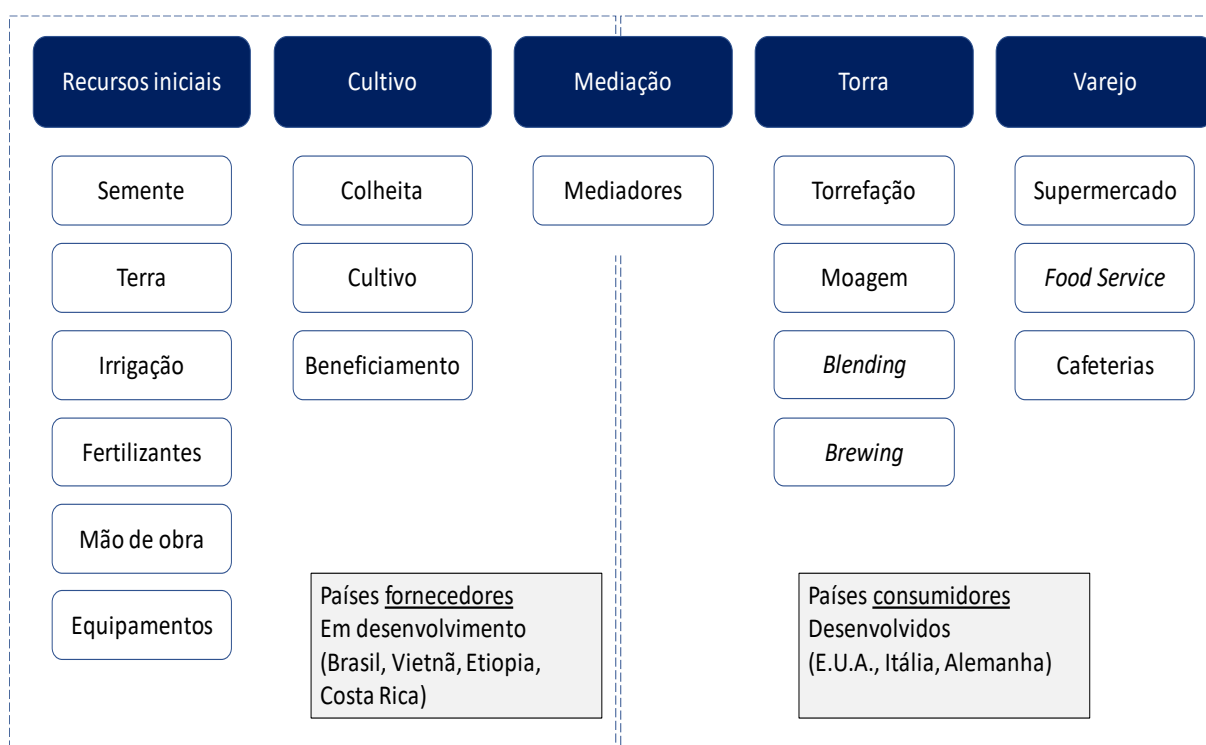 Recursos iniciais
Cultivo
Mediação
Torra
Varejo
Semente
Colheita
Mediadores
Torrefação
Supermercado
Terra
Cultivo
Moagem
Food Service
Irrigação
Beneficiamento
Blending
Cafeterias
Fertilizantes
Brewing
Mão de obra
Equipamentos
Países fornecedores
Em desenvolvimento
(Brasil, Vietnã, Etiopia,
Costa Rica)
Países consumidores
Desenvolvidos
(E.U.A., Itália, Alemanha)